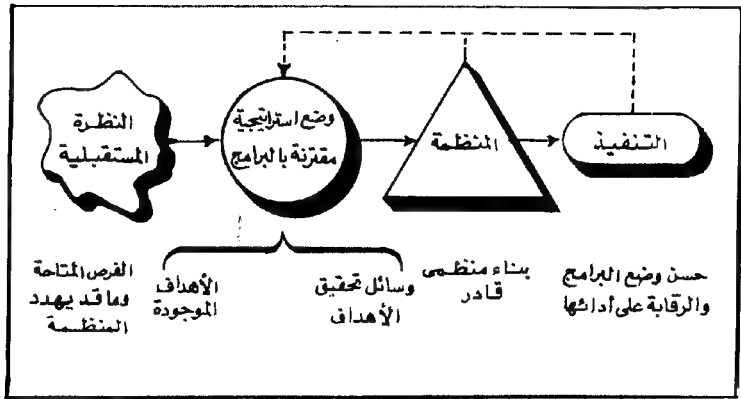 النظرة
المستقبلية
وضع استراتيجية
مقترنة بالبرامج
المنظمة
التنفيذ
الفرص المتاحة
وما قد يهدد
المنظمة
الأهداف
الموجودة
وسائل تحقيق
الأهداف
بناء منظمى
قادر
حسن وضع البرامج
والرقابة على أدائها